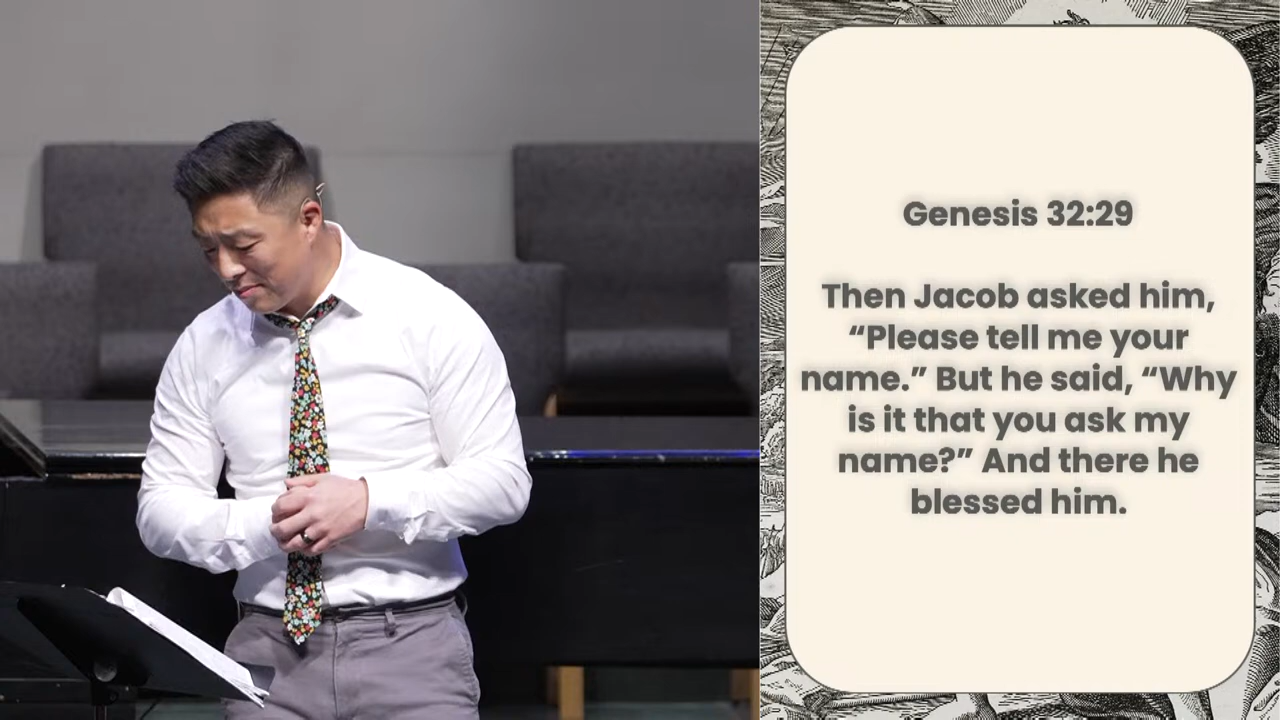 Genesis 32:29
Then Jacob asked him,
“Please tell me your
name.” But he said, “Why
is it that you ask my
name?” And there he
blessed him.